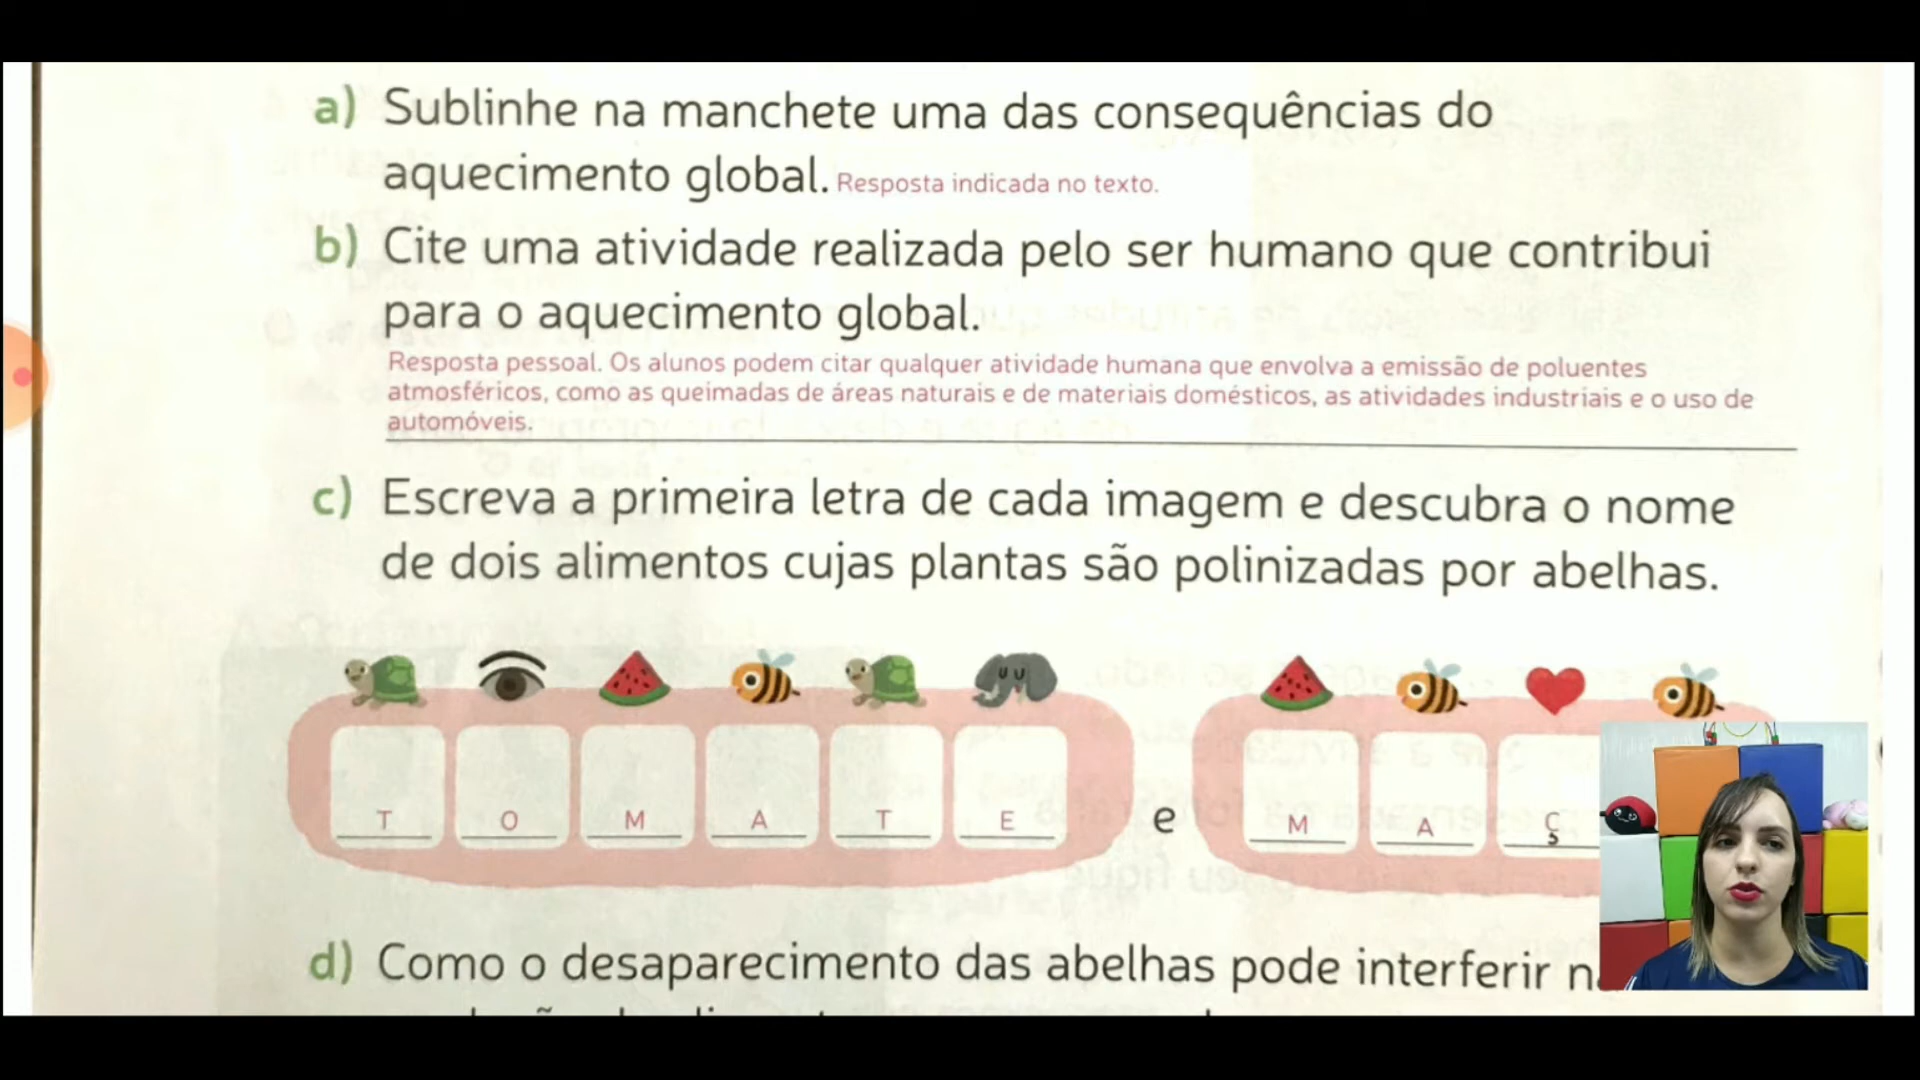 a) Sublinhe na manchete uma das consequências do
aquecimento global. Resposta indicada no texto.
b) Cite uma atividade realizada pelo ser humano que contribui
para o aquecimento global.
Resposta pessoal. Os alunos podem citar qualquer atividade humana que envolva a emissão de poluentes
atmosféricos, como as queimadas de áreas naturais e de materiais domésticos, as atividades industriais e o uso de
automóveis.
c) Escreva a primeira letra de cada imagem e descubra o nome
de dois alimentos cujas plantas são polinizadas por abelhas.
T O M A T E e M A Ç
d) Como o desaparecimento das abelhas pode interferir